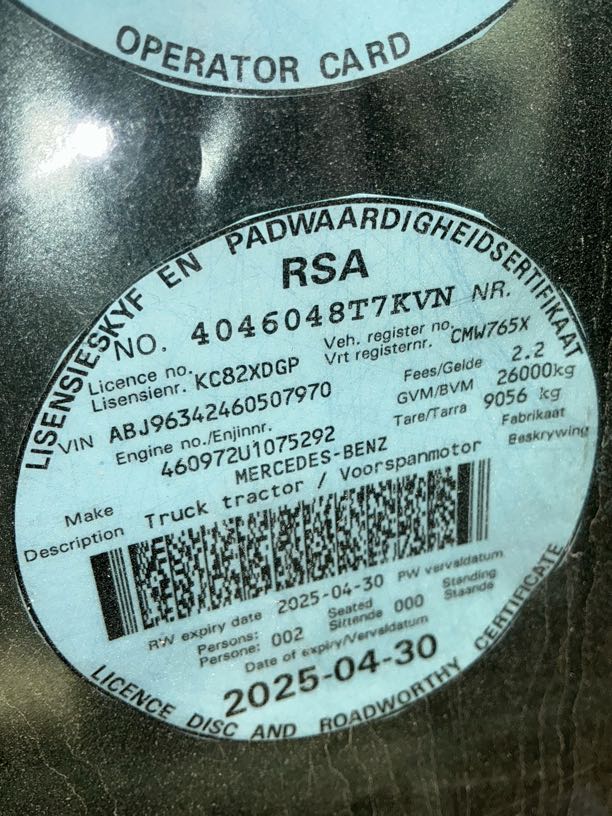 OPERATOR CARD
LISENSIESKYF EN PADWAARDIGHEIDSERTIFIKAAT
RSA
NO. 4046048T7KVN NR.
Licence no. Veh. register no.
Lisensienr. KC82XDGP Vrt registernr. CMW765X
VIN ABJ96342460507970 Fees/Gelde 2.2
Engine no./Enjinnr. GVM/BVM 26000kg
460972U1075292 Tare/Tarra 9056 kg
Make MERCEDES-BENZ Fabrikaat
Description Truck tractor / Voorspanmotor Beskrywing
RW expiry date 2025-04-30 PW vervaldatum
Persons: 002 Seated 000 Standing
Persone: Sittende Staande
Date of expiry/Vervaldatum
2025-04-30
LICENCE DISC AND ROADWORTHY CERTIFICATE